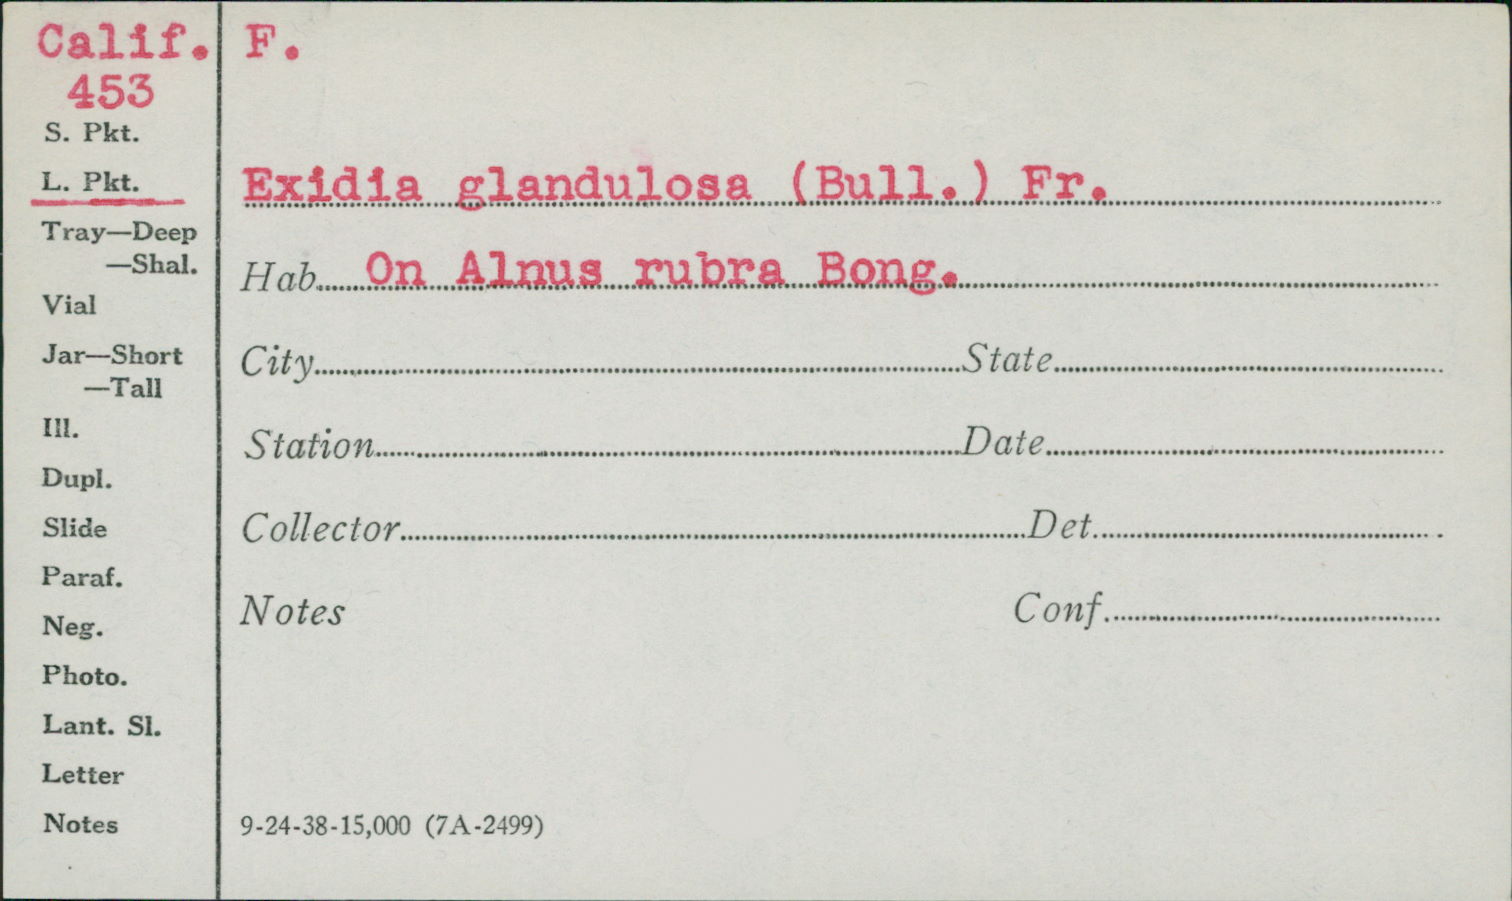 Calif.
453
S. Pkt.
L. Pkt.
Tray—Deep
—Shal.
Vial
Jar—Short
—Tall
Ill.
Dupl.
Slide
Paraf.
Neg.
Photo.
Lant. Sl.
Letter
Notes
F.
Exidia glandulosa (Bull.) Fr.
Hab. On Alnus rubra Bong.
City State
Station Date
Collector Det.
Notes Conf.
9-24-38-15,000 (7A-2499)